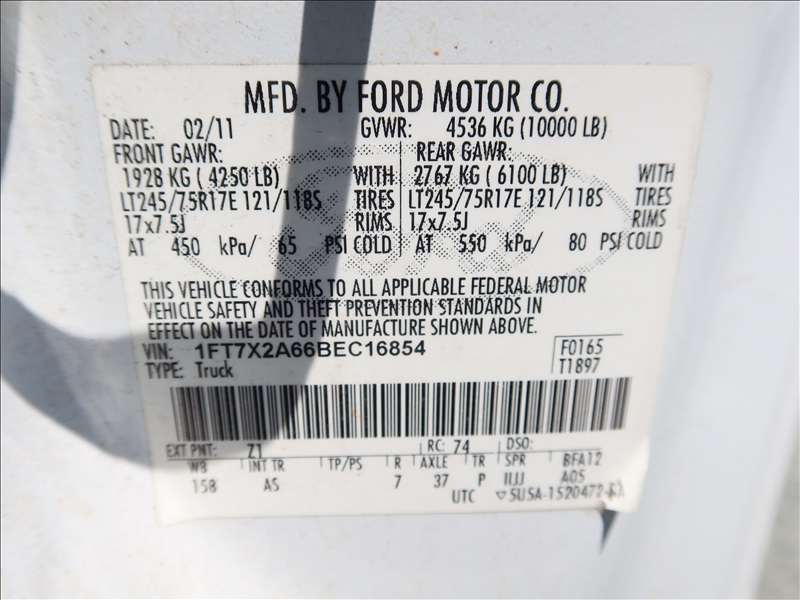 MFD. BY FORD MOTOR CO.
DATE: 02/11 GVWR: 4536 KG (10000 LB)
FRONT GAWR: REAR GAWR:
1928 KG ( 4250 LB) WITH 2767 KG ( 6100 LB) WITH
LT245/75R17E 121/118S TIRES LT245/75R17E 121/118S TIRES
17x7.5J RIMS 17x7.5J RIMS
AT 450 kPa/ 65 PSI COLD AT 550 kPa/ 80 PSI COLD
THIS VEHICLE CONFORMS TO ALL APPLICABLE FEDERAL MOTOR
VEHICLE SAFETY AND THEFT PREVENTION STANDARDS IN
EFFECT ON THE DATE OF MANUFACTURE SHOWN ABOVE.
VIN: 1FT7X2A66BEC16854 F0165
TYPE: Truck T1897
EXT PNT: Z1 RC: 74 DSO:
WB INT TR TP/PS R AXLE TR SPR BFA12
158 AS 7 37 P IIJJ A05
UTC ▽5U5A-1520472-